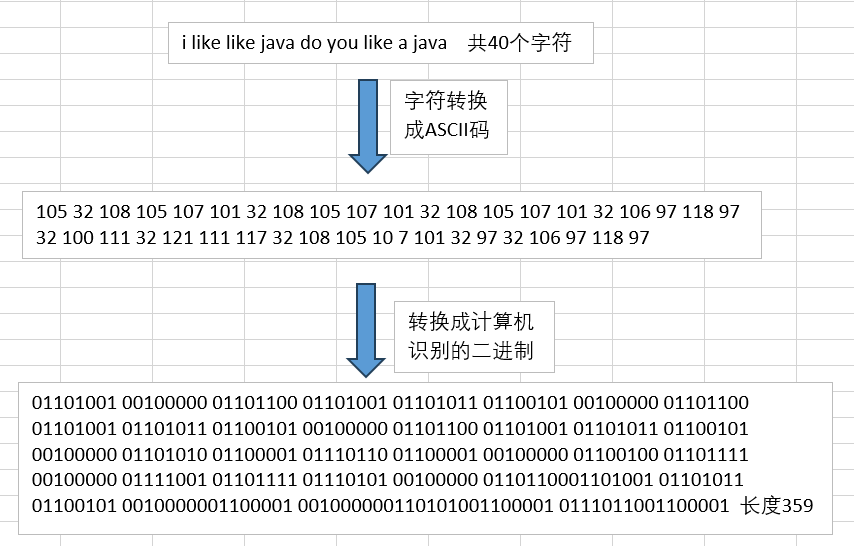 i like like java do you like a java 共40个字符
字符转换
成ASCII码
105 32 108 105 107 101 32 108 105 107 101 32 108 105 107 101 32 106 97 118 97
32 100 111 32 121 111 117 32 108 105 10 7 101 32 97 32 106 97 118 97
转换成计算机
识别的二进制
01101001 00100000 01101100 01101001 01101011 01100101 00100000 01101100
01101001 01101011 01100101 00100000 01101100 01101001 01101011 01100101
00100000 01101010 01100001 01110110 01100001 00100000 01100100 01101111
00100000 01111001 01101111 01110101 00100000 0110110001101001 01101011
01100101 0010000001100001 001000000110101001100001 0111011001100001 长度359